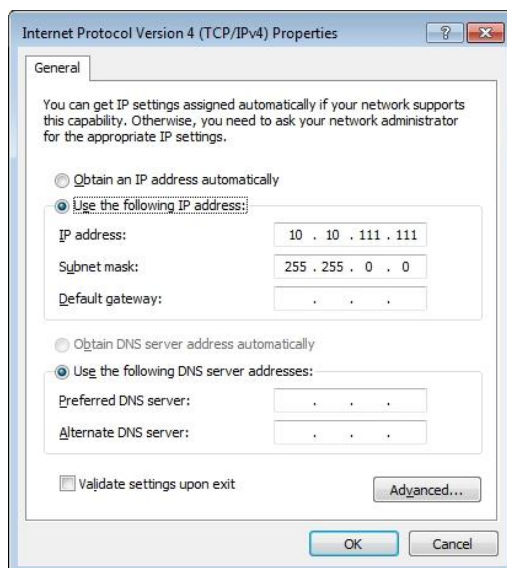 Internet Protocol Version 4 (TCP/IPv4) Properties
General
You can get IP settings assigned automatically if your network supports
this capability. Otherwise, you need to ask your network administrator
for the appropriate IP settings.
Obtain an IP address automatically
Use the following IP address:
IP address: 10 . 10 . 111 . 111
Subnet mask: 255 . 255 . 0 . 0
Default gateway: . . .
Obtain DNS server address automatically
Use the following DNS server addresses:
Preferred DNS server: . . .
Alternate DNS server: . . .
Validate settings upon exit
Advanced...
OK Cancel